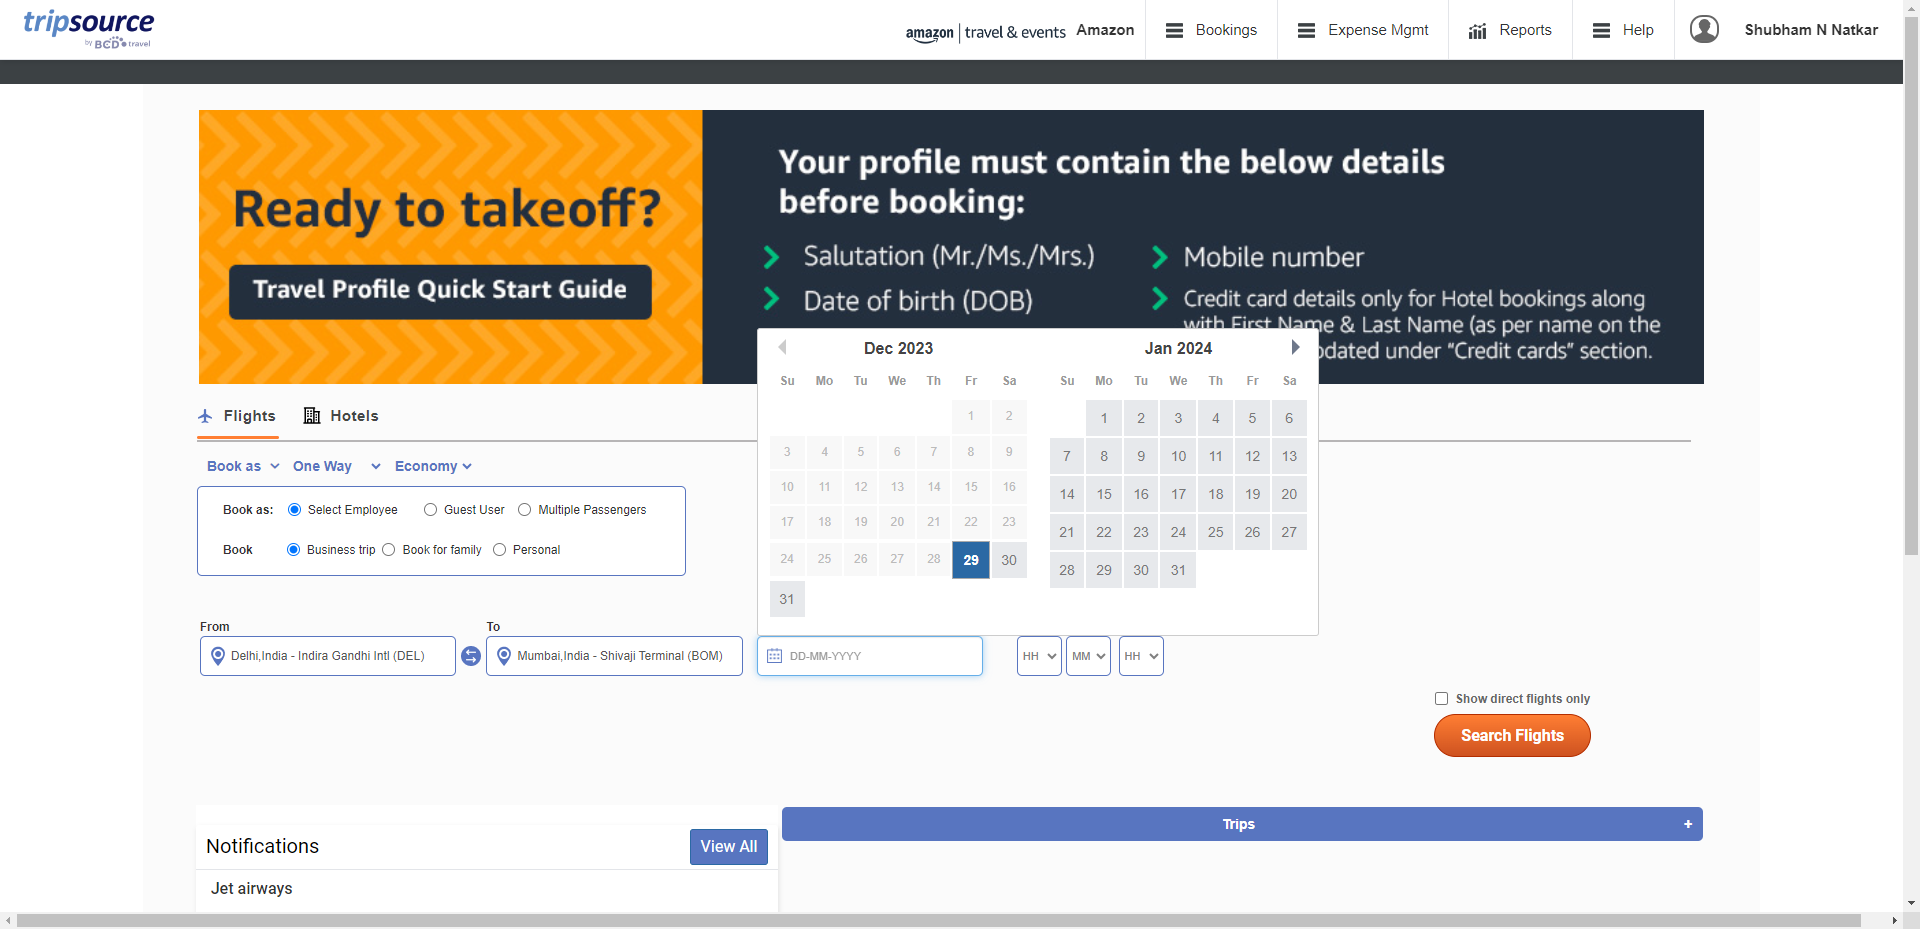 tripsource
by BCD travel
amazon | travel & events Amazon
Bookings
Expense Mgmt
Reports
Help
Shubham N Natkar
Ready to takeoff?
Travel Profile Quick Start Guide
Your profile must contain the below details
before booking:
Salutation (Mr./Ms./Mrs.)
Date of birth (DOB)
Mobile number
Credit card details only for Hotel bookings along
with First Name & Last Name (as per name on the
pdated under “Credit cards” section.
Flights
Hotels
Book as
One Way
Economy
Book as: Select Employee Guest User Multiple Passengers
Book Business trip Book for family Personal
Dec 2023
Su Mo Tu We Th Fr Sa
1 2
3 4 5 6 7 8 9
10 11 12 13 14 15 16
17 18 19 20 21 22 23
24 25 26 27 28 29 30
31
Jan 2024
Su Mo Tu We Th Fr Sa
1 2 3 4 5 6
7 8 9 10 11 12 13
14 15 16 17 18 19 20
21 22 23 24 25 26 27
28 29 30 31
From
Delhi,India - Indira Gandhi Intl (DEL)
To
Mumbai,India - Shivaji Terminal (BOM)
DD-MM-YYYY
HH
MM
HH
Show direct flights only
Search Flights
Notifications
View All
Jet airways
Trips +